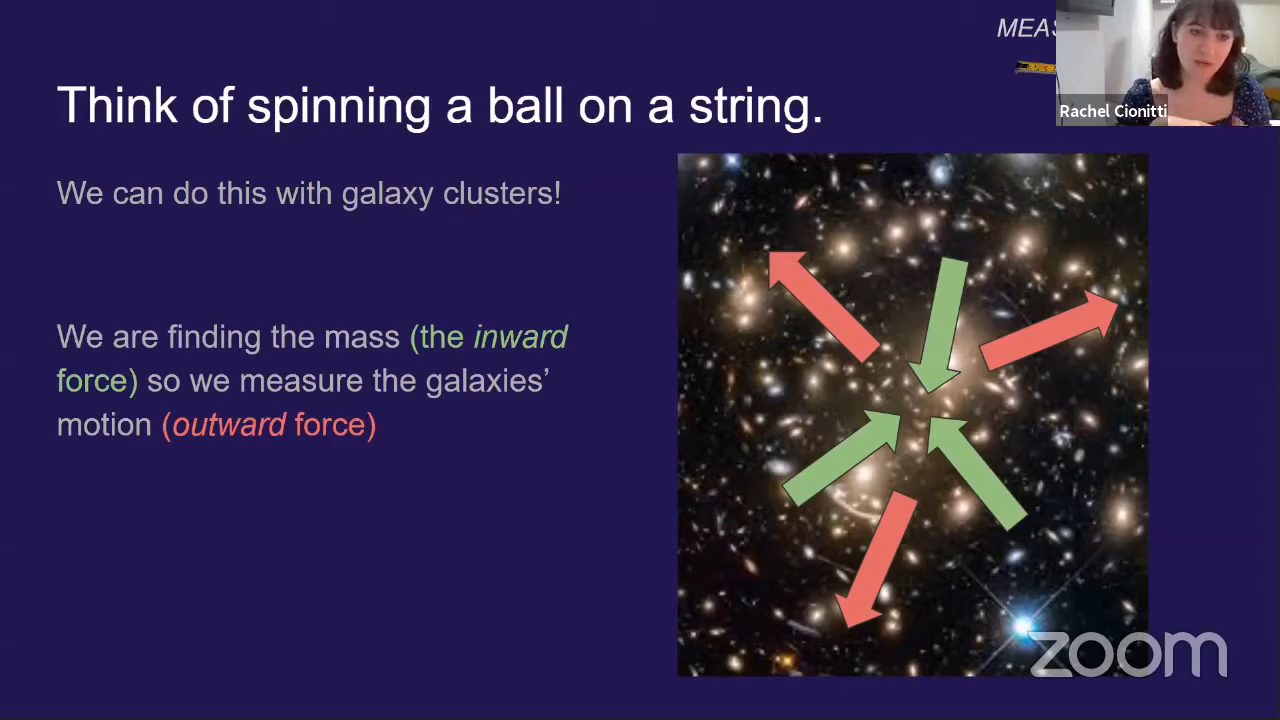 MEAS
Rachel Cionitti
Think of spinning a ball on a string.
We can do this with galaxy clusters!
We are finding the mass (the inward
force) so we measure the galaxies’
motion (outward force)
zoom